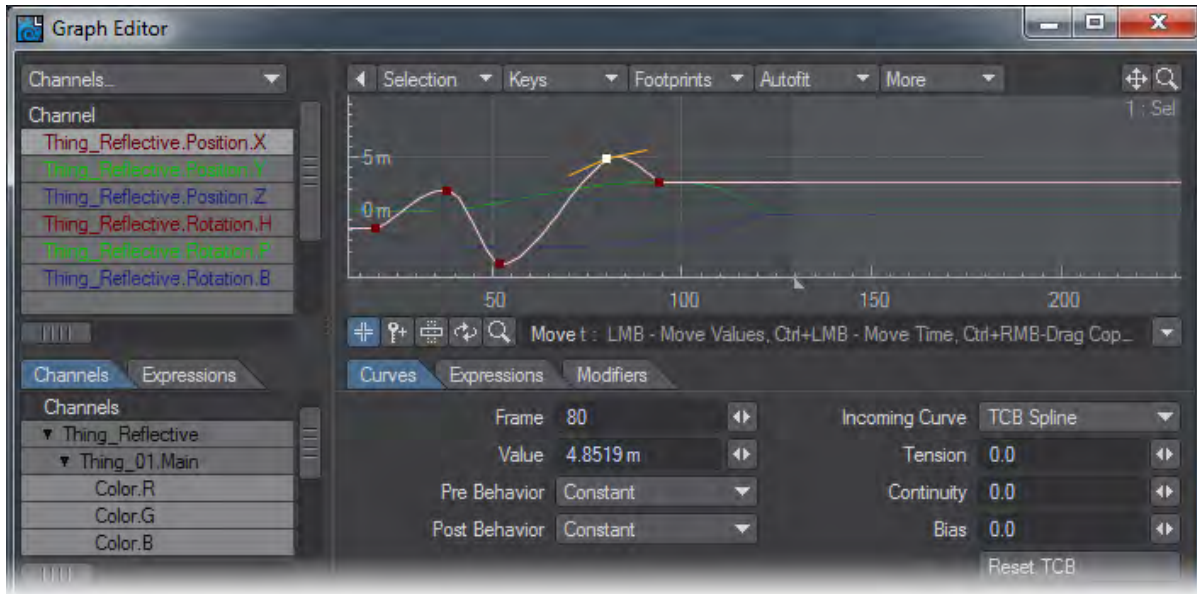 Graph Editor
Channels...
Selection Keys Footprints Autofit More
Channel
1 : Sel
Thing_Reflective.Position.X
5 m
Thing_Reflective.Position.Y
Thing_Reflective.Position.Z
0 m
Thing_Reflective.Rotation.H
Thing_Reflective.Rotation.P
Thing_Reflective.Rotation.B
50 100 150 200
Move t : LMB - Move Values, Ctrl+LMB - Move Time, Ctrl+RMB-Drag Cop...
Channels Expressions
Curves Expressions Modifiers
Channels
Frame 80 Incoming Curve TCB Spline
Thing_Reflective
Value 4.8519 m Tension 0.0
Thing_01.Main
Color.R
Pre Behavior Constant Continuity 0.0
Color.G
Post Behavior Constant Bias 0.0
Color.B
Reset TCB